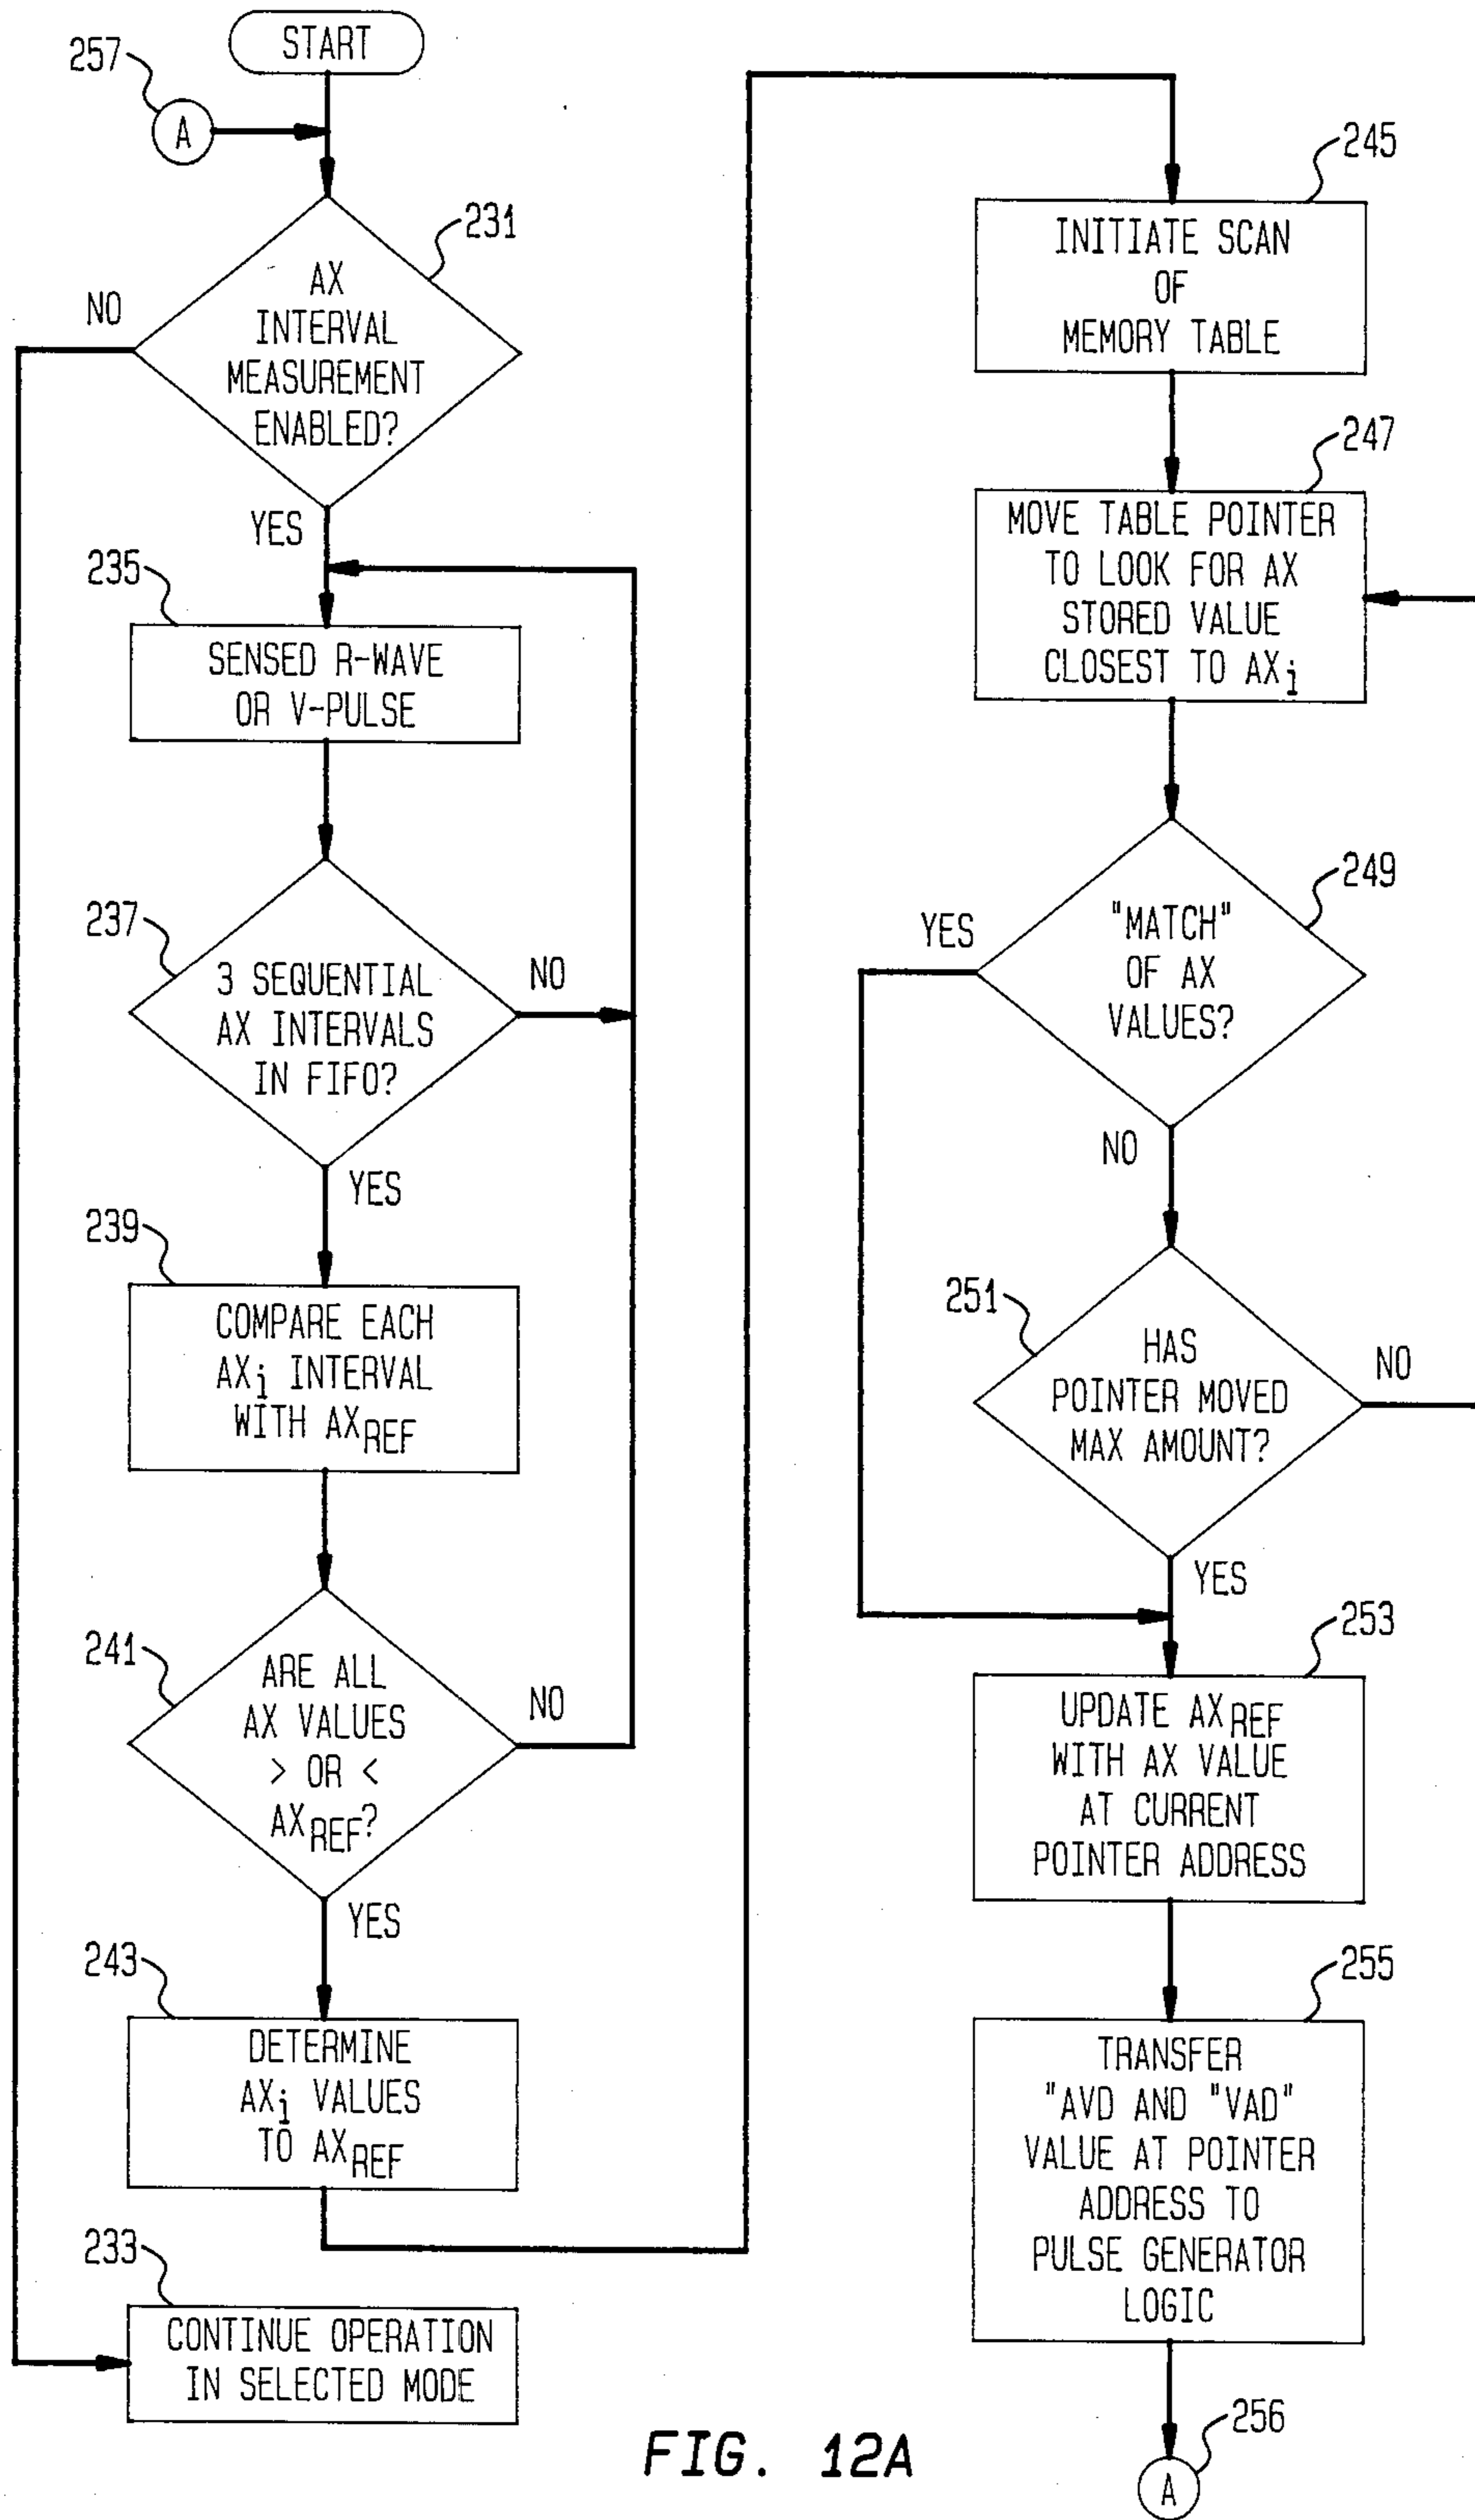 START
257
A
231
AX
INTERVAL
MEASUREMENT
ENABLED?
NO
YES
235
SENSED R-WAVE
OR V-PULSE
237
3 SEQUENTIAL
AX INTERVALS
IN FIFO?
NO
YES
239
COMPARE EACH
AXi INTERVAL
WITH AXREF
241
ARE ALL
AX VALUES
> OR <
AXREF?
NO
YES
243
DETERMINE
AXi VALUES
TO AXREF
233
CONTINUE OPERATION
IN SELECTED MODE
245
INITIATE SCAN
OF
MEMORY TABLE
247
MOVE TABLE POINTER
TO LOOK FOR AX
STORED VALUE
CLOSEST TO AXi
249
"MATCH"
OF AX
VALUES?
YES
NO
251
HAS
POINTER MOVED
MAX AMOUNT?
NO
YES
253
UPDATE AXREF
WITH AX VALUE
AT CURRENT
POINTER ADDRESS
255
TRANSFER
"AVD AND "VAD"
VALUE AT POINTER
ADDRESS TO
PULSE GENERATOR
LOGIC
256
A
FIG. 12A